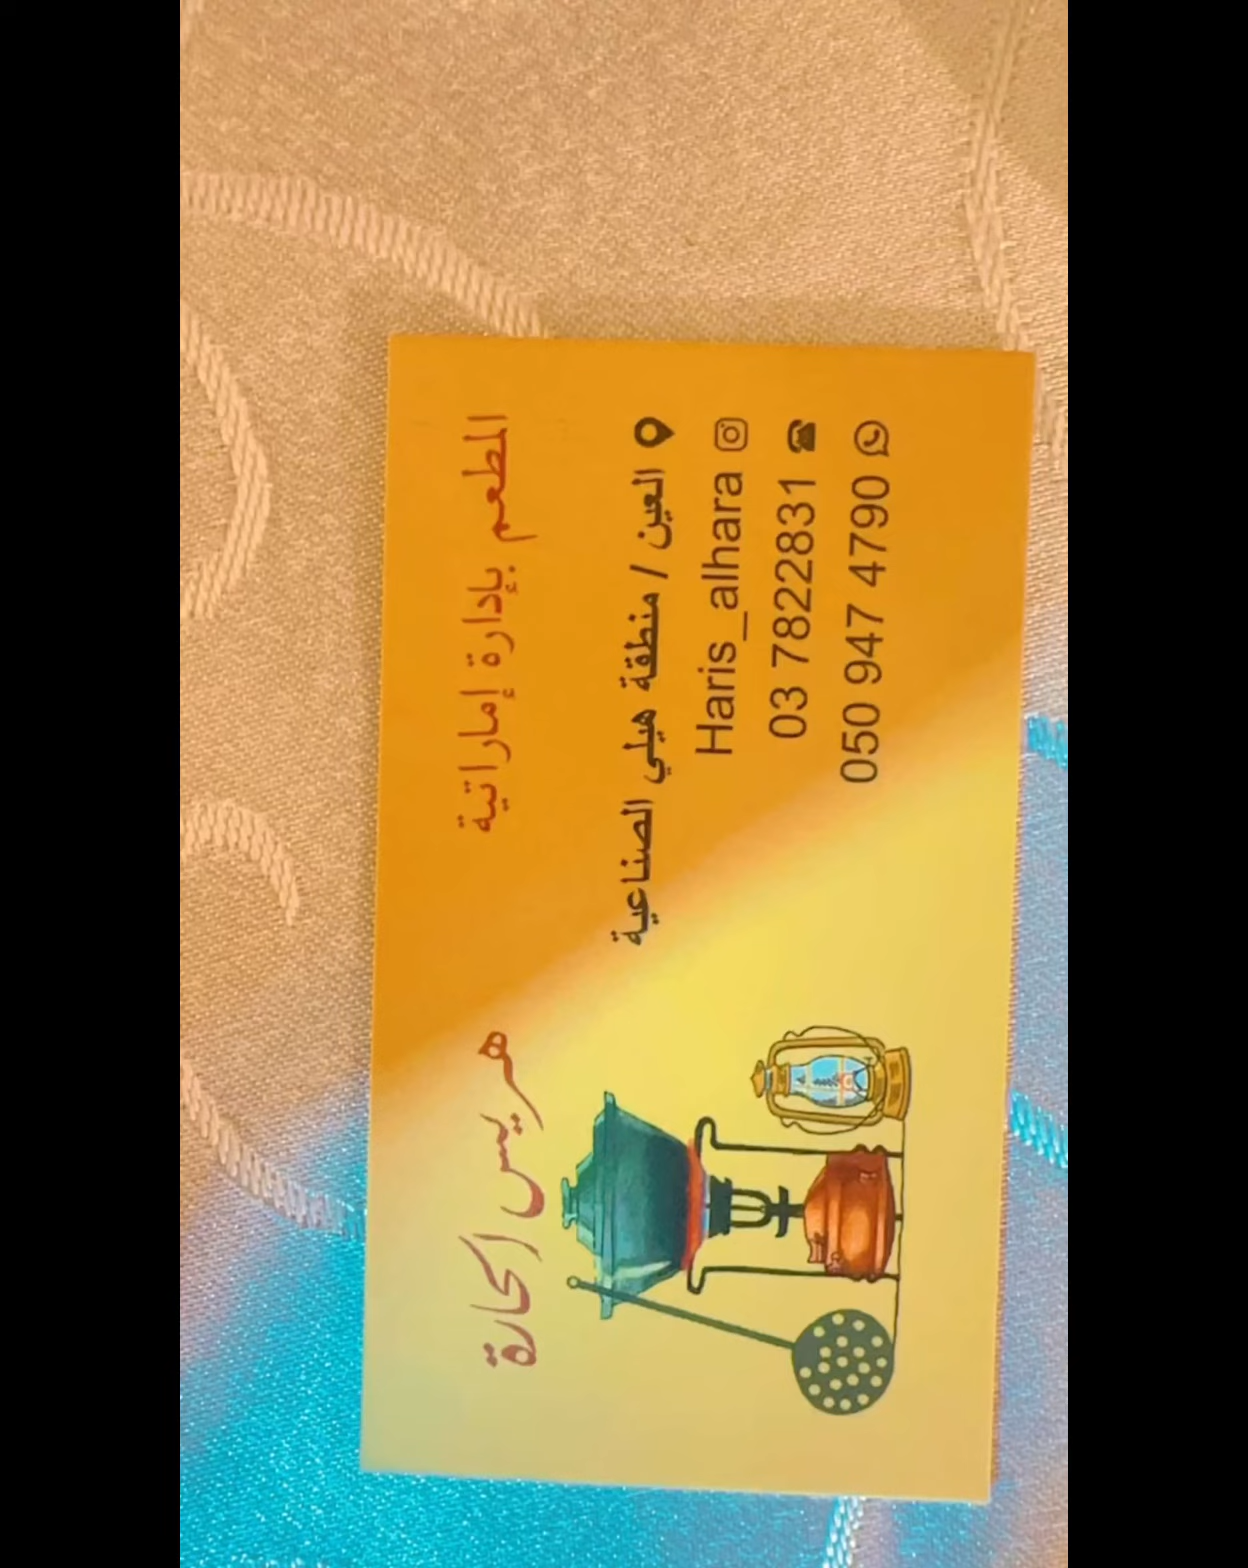 المطعم بإدارة إماراتية
العين / منطقة هيلي الصناعية
Haris_alhara
03 7822831
050 947 4790
هريس الحارة